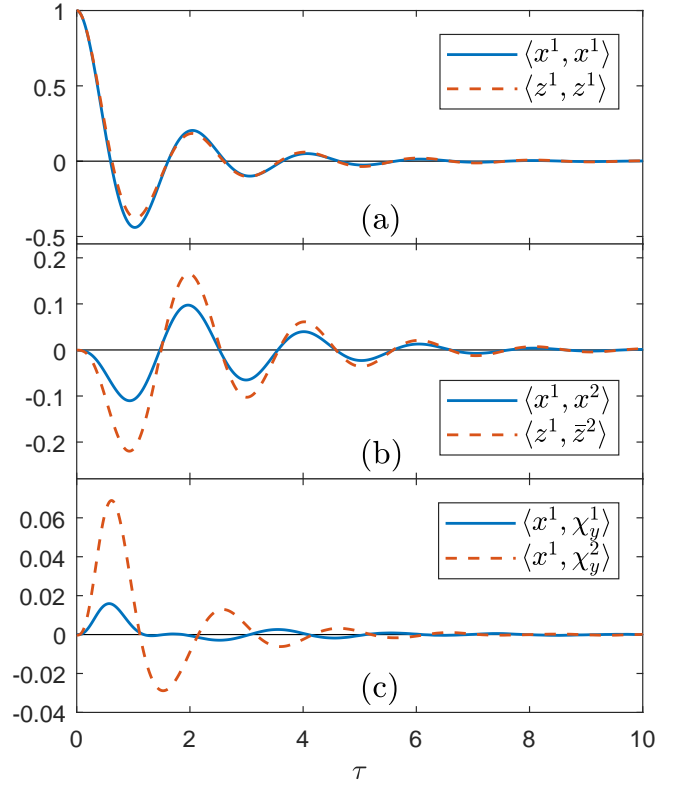 1
0.5
0
-0.5
⟨x¹, x¹⟩
⟨z¹, z¹⟩
(a)
0.2
0.1
0
-0.1
-0.2
⟨x¹, x²⟩
⟨z¹, z̄²⟩
(b)
0.06
0.04
0.02
0
-0.02
-0.04
⟨x¹, χ_y¹⟩
⟨x¹, χ_y²⟩
(c)
0 2 4 6 8 10
τ